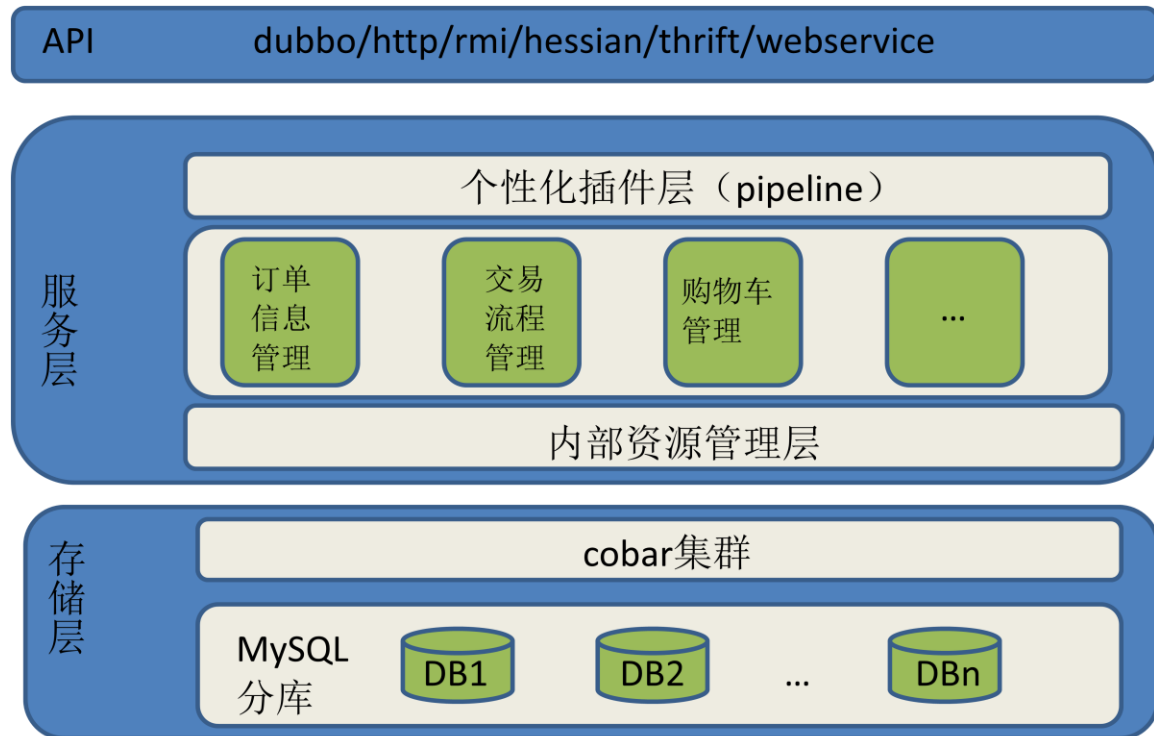 API dubbo/http/rmi/hessian/thrift/webservice
服务层
个性化插件层（pipeline）
订单
信息
管理
交易
流程
管理
购物车
管理
...
内部资源管理层
存储层
cobar集群
MySQL
分库
DB1 DB2 ... DBn